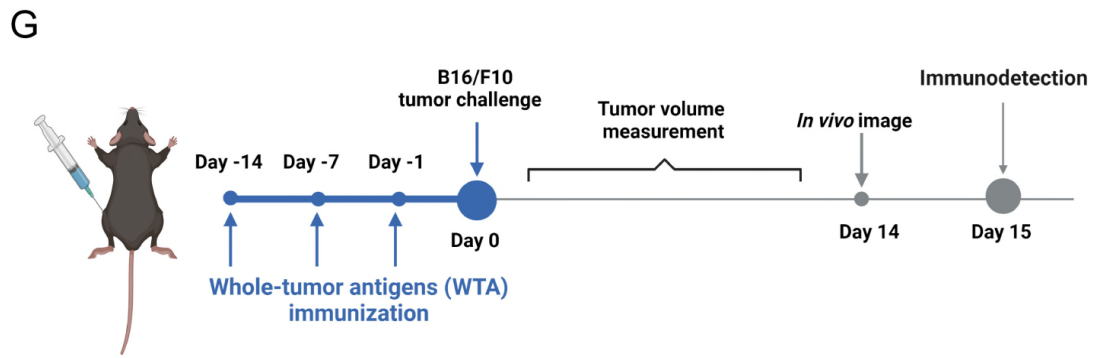 G
B16/F10
tumor challenge
Tumor volume
measurement
In vivo image
Immunodetection
Day -14
Day -7
Day -1
Day 0
Day 14
Day 15
Whole-tumor antigens (WTA)
immunization